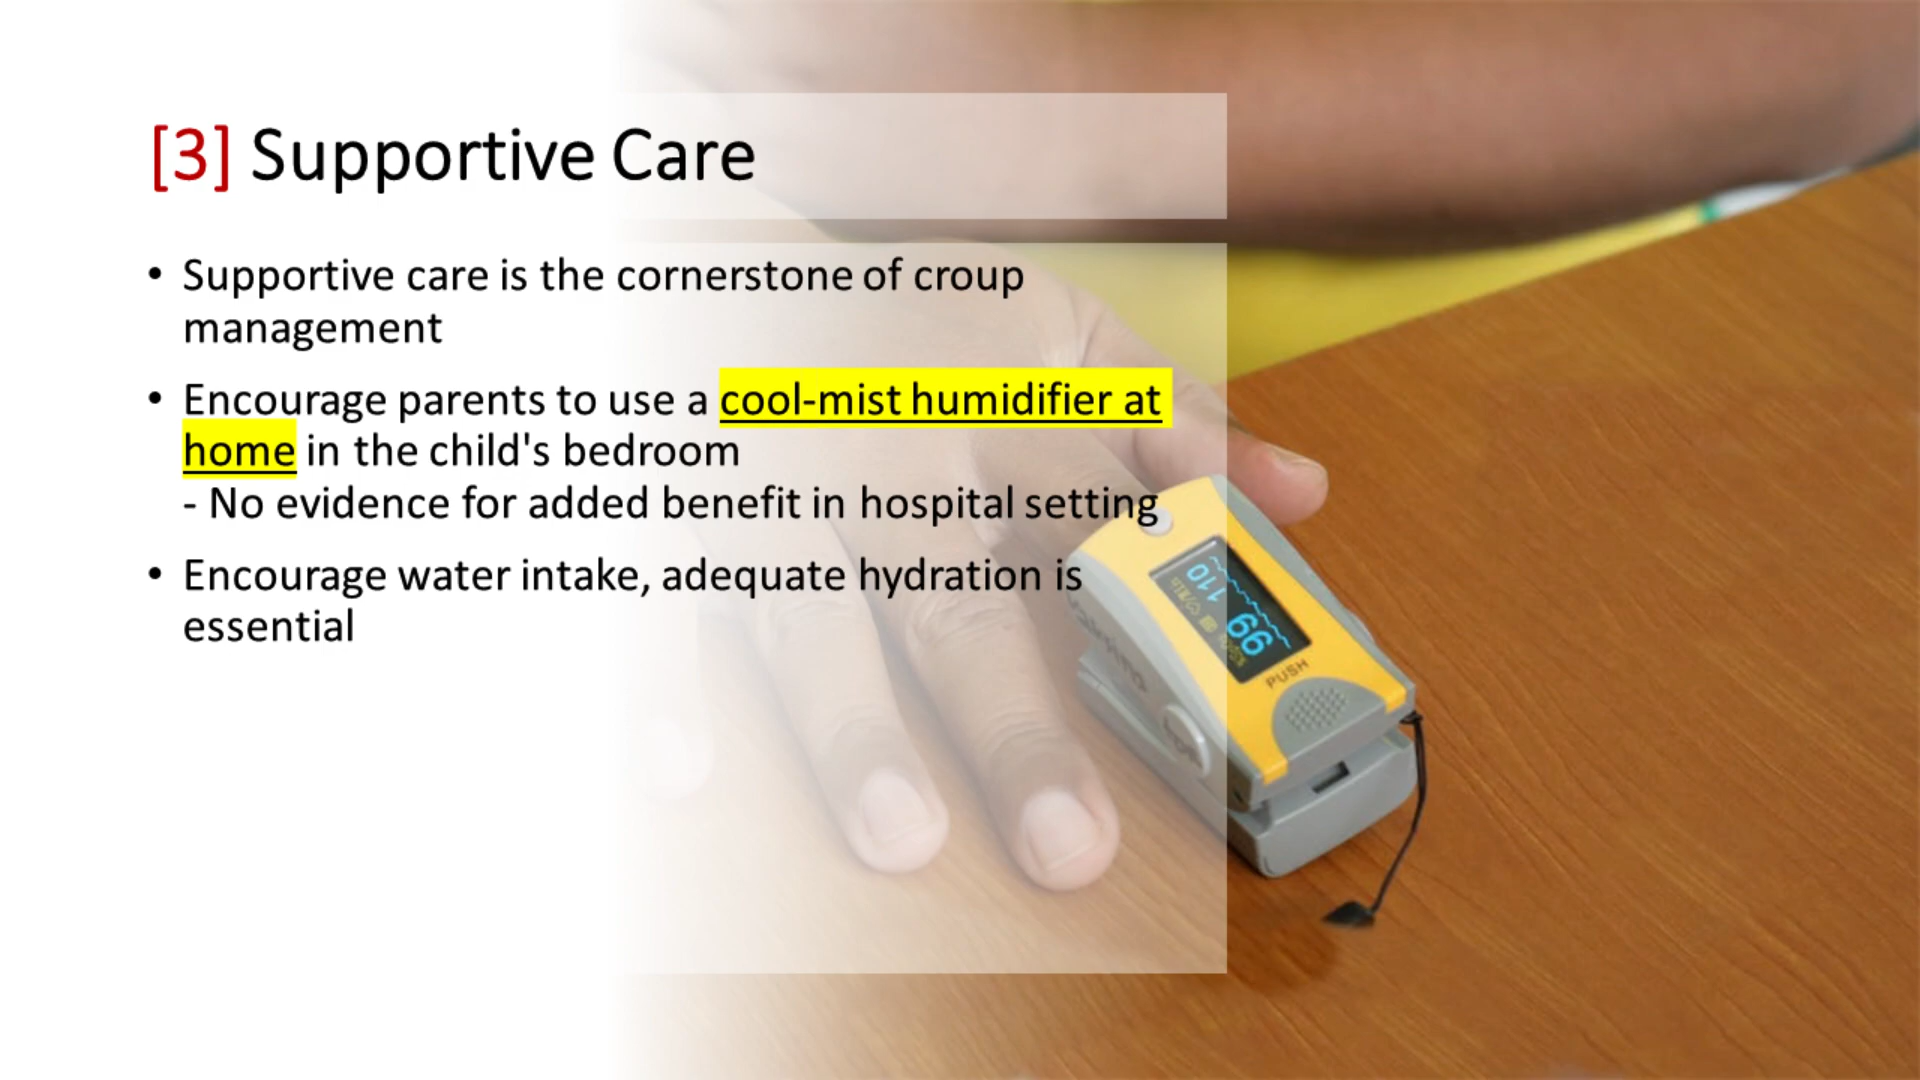 [3] Supportive Care
• Supportive care is the cornerstone of croup
management
• Encourage parents to use a cool-mist humidifier at
home in the child's bedroom
- No evidence for added benefit in hospital setting
• Encourage water intake, adequate hydration is
essential
110
99
PUSH